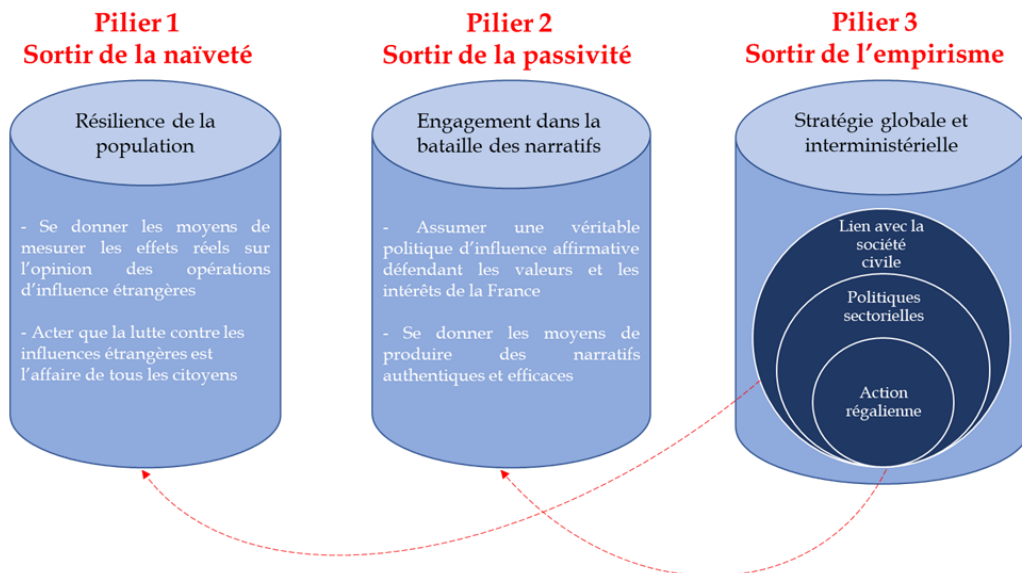 Pilier 1
Sortir de la naïveté
Résilience de la
population
- Se donner les moyens de
mesurer les effets réels sur
l’opinion des opérations
d’influence étrangères
- Acter que la lutte contre les
influences étrangères est
l’affaire de tous les citoyens
Pilier 2
Sortir de la passivité
Engagement dans la
bataille des narratifs
- Assumer une véritable
politique d’influence affirmative
défendant les valeurs et les
intérêts de la France
- Se donner les moyens de
produire des narratifs
authentiques et efficaces
Pilier 3
Sortir de l’empirisme
Stratégie globale et
interministérielle
Lien avec la
société
civile
Politiques
sectorielles
Action
régalienne